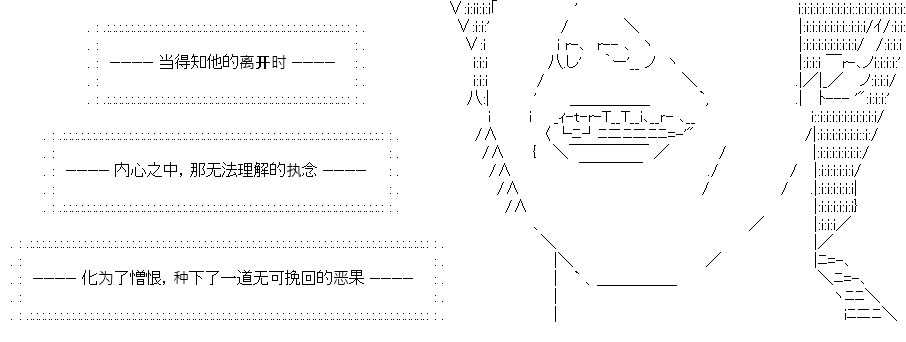 ———— 当得知他的离开时 ————
———— 内心之中，那无法理解的执念 ————
———— 化为了憎恨，种下了一道无可挽回的恶果 ————